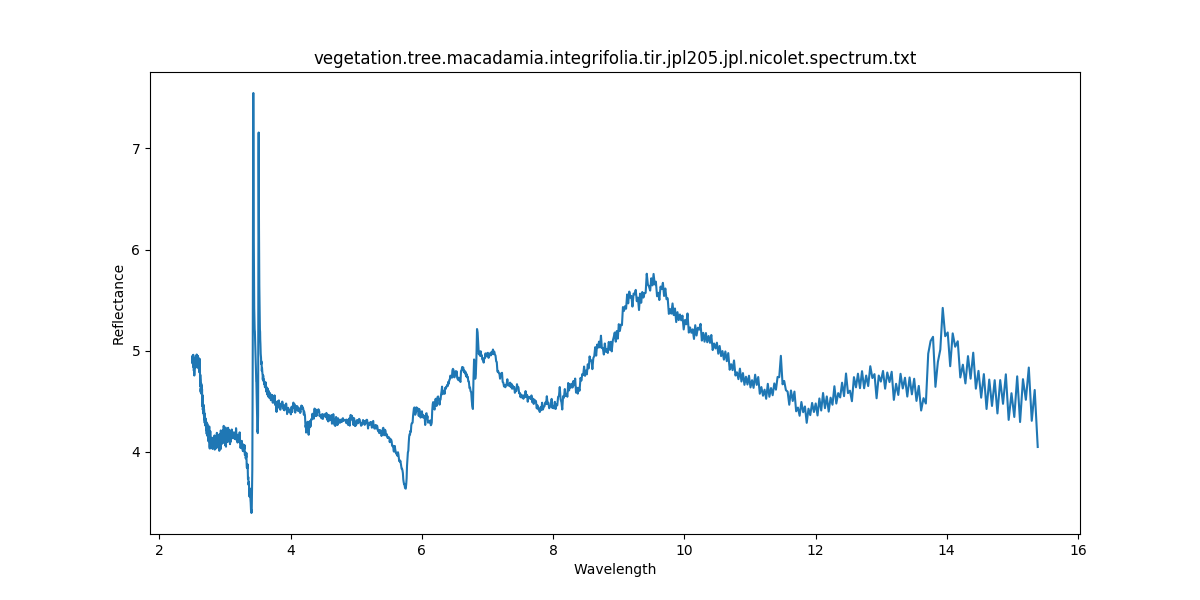 vegetation.tree.macadamia.integrifolia.tir.jpl205.jpl.nicolet.spectrum.txt
7
6
5
4
Reflectance
2 4 6 8 10 12 14 16
Wavelength